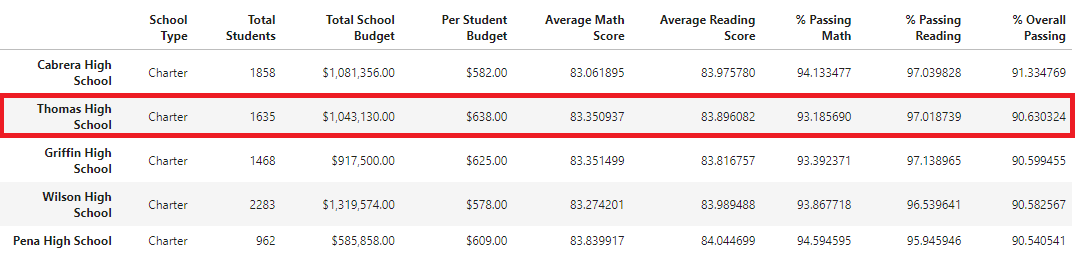 School Type Total Students Total School Budget Per Student Budget Average Math Score Average Reading Score % Passing Math % Passing Reading % Overall Passing
Cabrera High School Charter 1858 $1,081,356.00 $582.00 83.061895 83.975780 94.133477 97.039828 91.334769
Thomas High School Charter 1635 $1,043,130.00 $638.00 83.350937 83.896082 93.185690 97.018739 90.630324
Griffin High School Charter 1468 $917,500.00 $625.00 83.351499 83.816757 93.392371 97.138965 90.599455
Wilson High School Charter 2283 $1,319,574.00 $578.00 83.274201 83.989488 93.867718 96.539641 90.582567
Pena High School Charter 962 $585,858.00 $609.00 83.839917 84.044699 94.594595 95.945946 90.540541